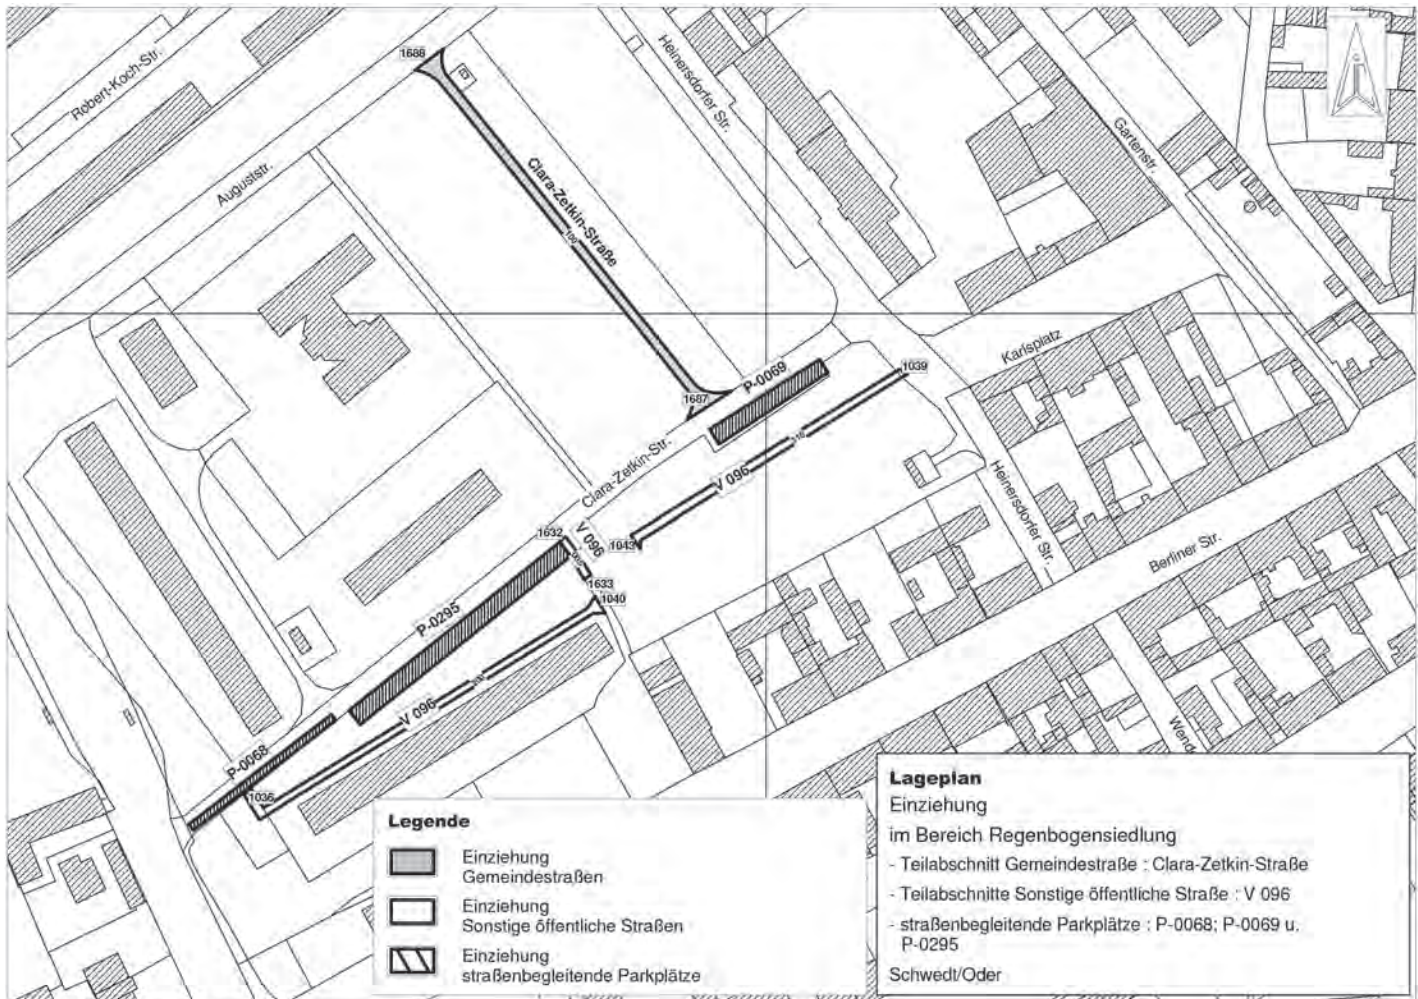 1688
Robert-Koch-Str.
Heinersdorfer Str.
Gartenstr.
Auguststr.
Clara-Zetkin-Straße
100
Karlsplatz
1039
P-0069
1687
Clara-Zetkin-Str.
V 096
Heinersdorfer Str.
Berliner Str.
1632
V 096
1043
1633
1040
P-0295
V 096
P-0068
1036
Lageplan
Einziehung
im Bereich Regenbogensiedlung
- Teilabschnitt Gemeindestraße : Clara-Zetkin-Straße
- Teilabschnitte Sonstige öffentliche Straße : V 096
- straßenbegleitende Parkplätze : P-0068; P-0069 u.
P-0295
Schwedt/Oder
Legende
Einziehung
Gemeindestraßen
Einziehung
Sonstige öffentliche Straßen
Einziehung
straßenbegleitende Parkplätze